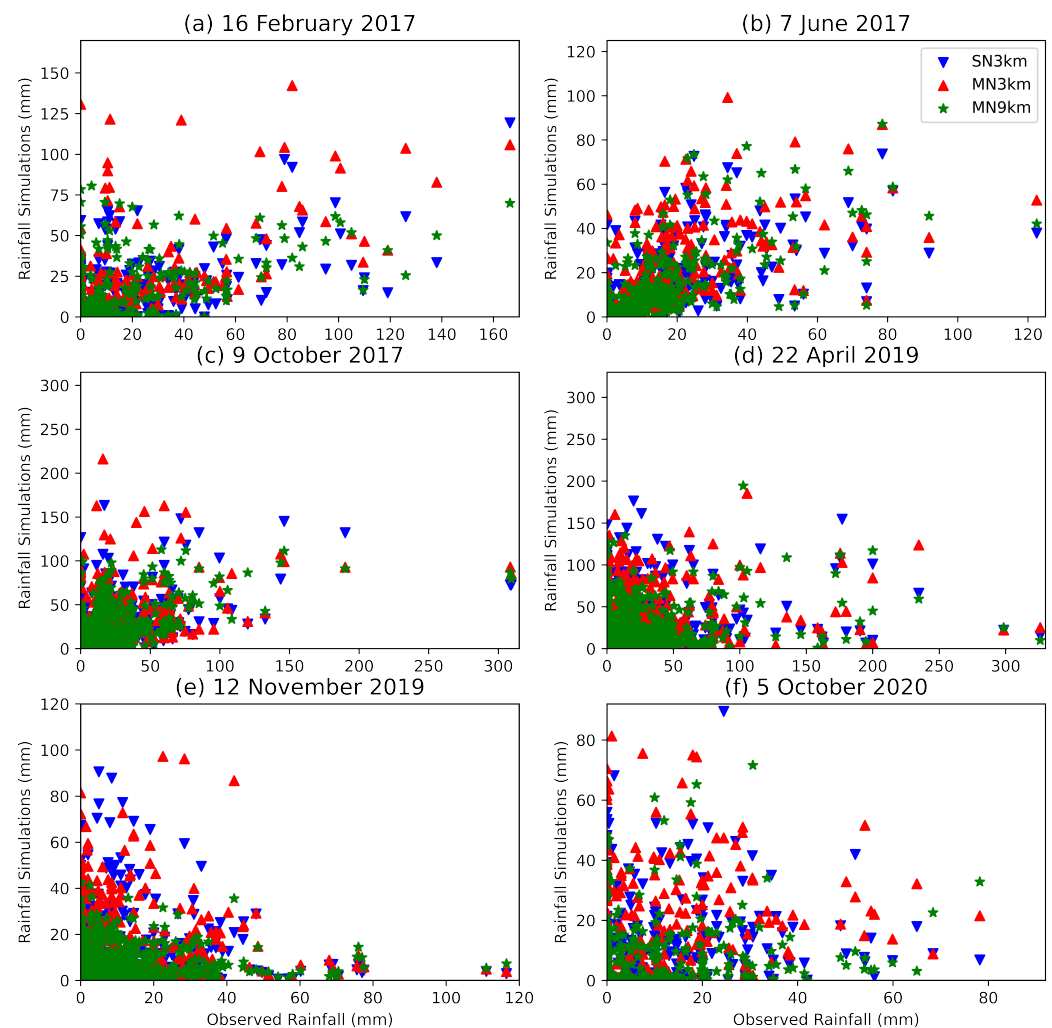 (a) 16 February 2017
(b) 7 June 2017
Rainfall Simulations (mm)
150
125
100
75
50
25
0
0 20 40 60 80 100 120 140 160
Rainfall Simulations (mm)
120
100
80
60
40
20
0
0 20 40 60 80 100 120
SN3km
MN3km
MN9km
(c) 9 October 2017
(d) 22 April 2019
Rainfall Simulations (mm)
300
250
200
150
100
50
0
0 50 100 150 200 250 300
Rainfall Simulations (mm)
300
250
200
150
100
50
0
0 50 100 150 200 250 300
(e) 12 November 2019
(f) 5 October 2020
Rainfall Simulations (mm)
120
100
80
60
40
20
0
0 20 40 60 80 100 120
Observed Rainfall (mm)
Rainfall Simulations (mm)
80
60
40
20
0
0 20 40 60 80
Observed Rainfall (mm)